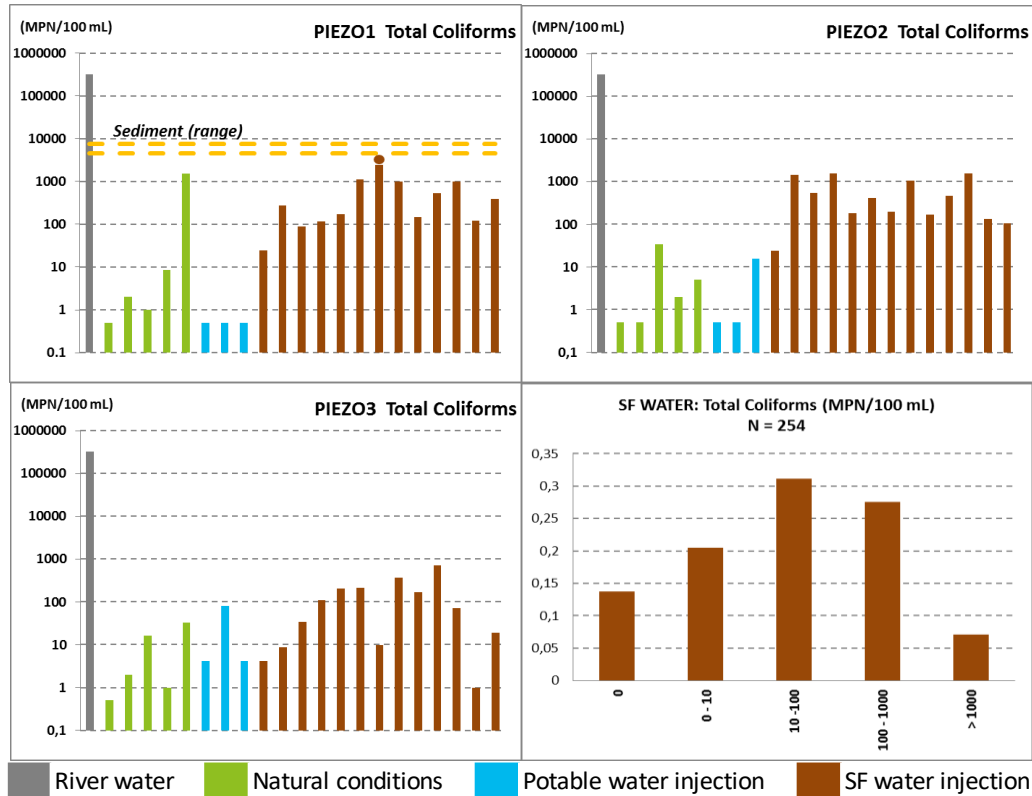 (MPN/100 mL)
PIEZO1 Total Coliforms
1000000
100000
10000
1000
100
10
1
0.1
Sediment (range)
(MPN/100 mL)
PIEZO2 Total Coliforms
1000000
100000
10000
1000
100
10
1
0,1
(MPN/100 mL)
PIEZO3 Total Coliforms
1000000
100000
10000
1000
100
10
1
0,1
SF WATER: Total Coliforms (MPN/100 mL)
N = 254
0,35
0,3
0,25
0,2
0,15
0,1
0,05
0
0
0 - 10
10 -100
100 - 1000
> 1000
River water
Natural conditions
Potable water injection
SF water injection